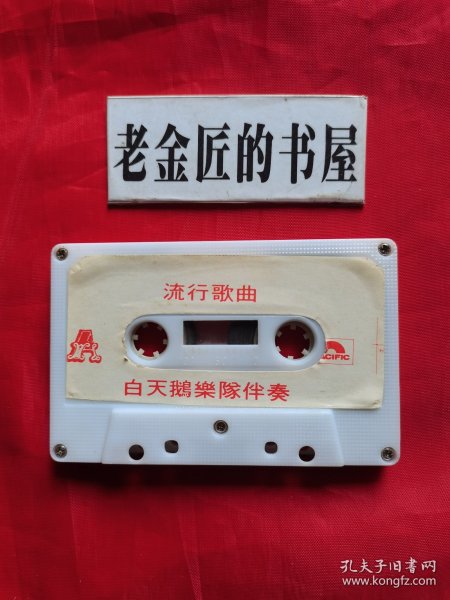 老金匠的书屋
流行歌曲
A
PACIFIC
白天鵝樂隊伴奏
孔夫子旧书网
www.kongfz.com